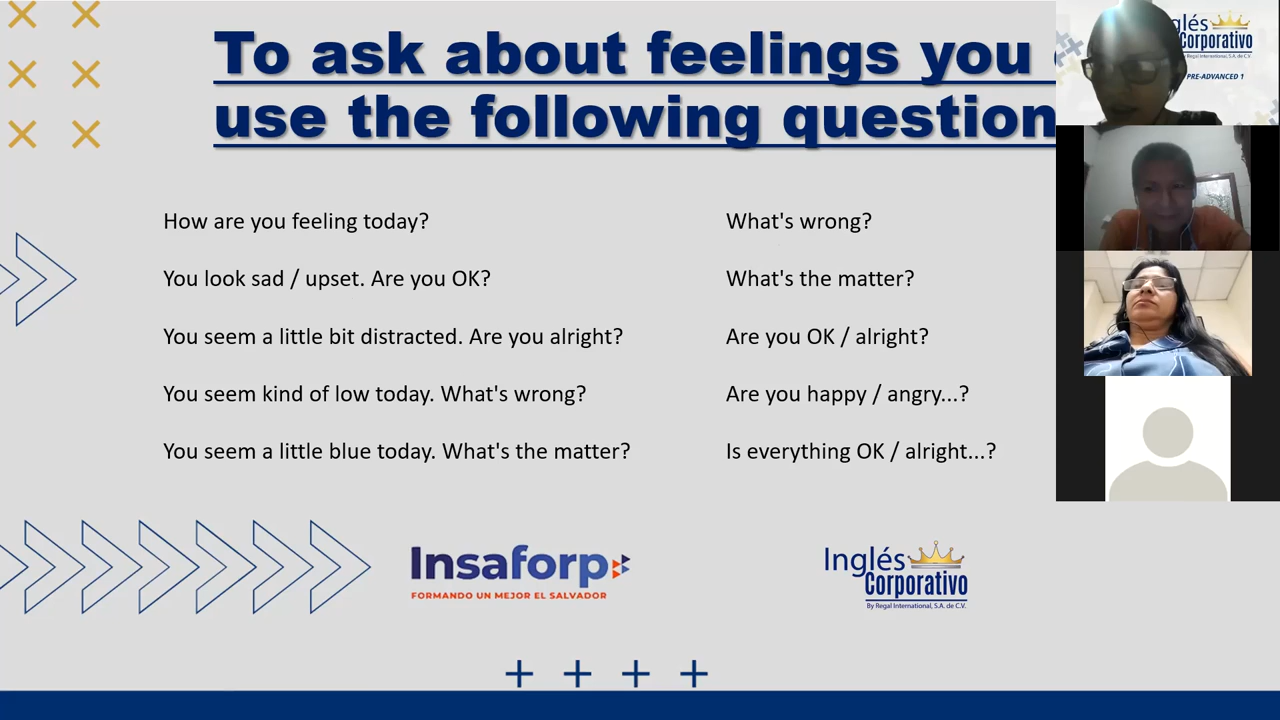 To ask about feelings you
use the following question
How are you feeling today?
You look sad / upset. Are you OK?
You seem a little bit distracted. Are you alright?
You seem kind of low today. What's wrong?
You seem a little blue today. What's the matter?
What's wrong?
What's the matter?
Are you OK / alright?
Are you happy / angry...?
Is everything OK / alright...?
Insaforp
FORMANDO UN MEJOR EL SALVADOR
Inglés
Corporativo
By Regal International, S.A. de C.V.
Corporativo
By Regal International, S.A. de C.V
PRE-ADVANCED 1